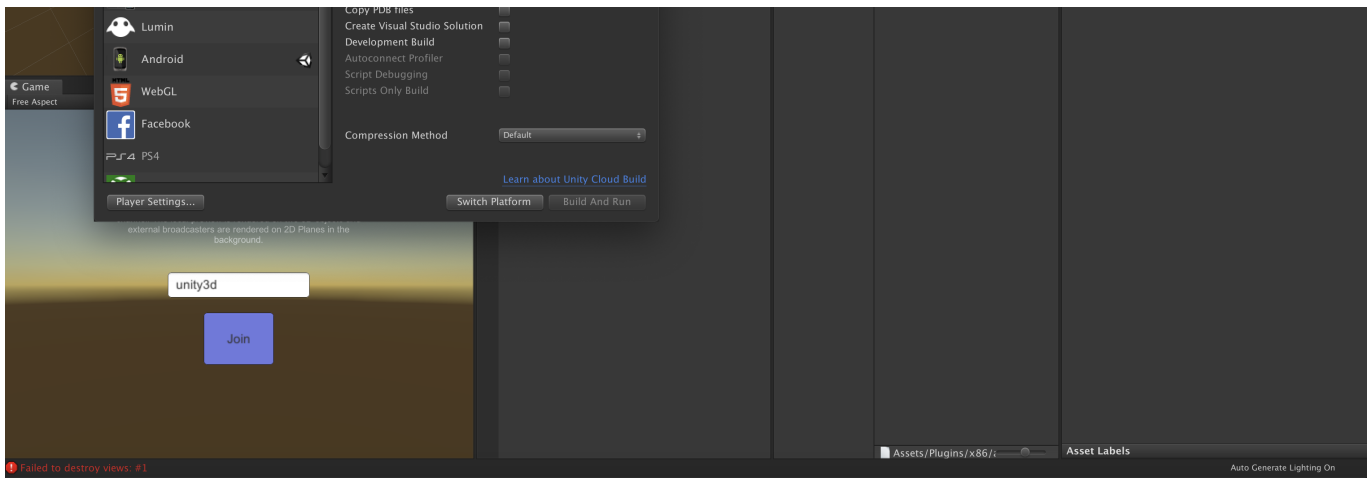 Copy PDB files
Lumin
Create Visual Studio Solution
Development Build
Android
Autoconnect Profiler
Script Debugging
Game
HTML
WebGL
Scripts Only Build
Free Aspect
Facebook
Compression Method
Default
PS4 PS4
Learn about Unity Cloud Build
Player Settings...
Switch Platform
Build And Run
external broadcasters are rendered on 2D Planes in the
background.
unity3d
Join
Assets/Plugins/x86/
Asset Labels
Failed to destroy views: #1
Auto Generate Lighting On